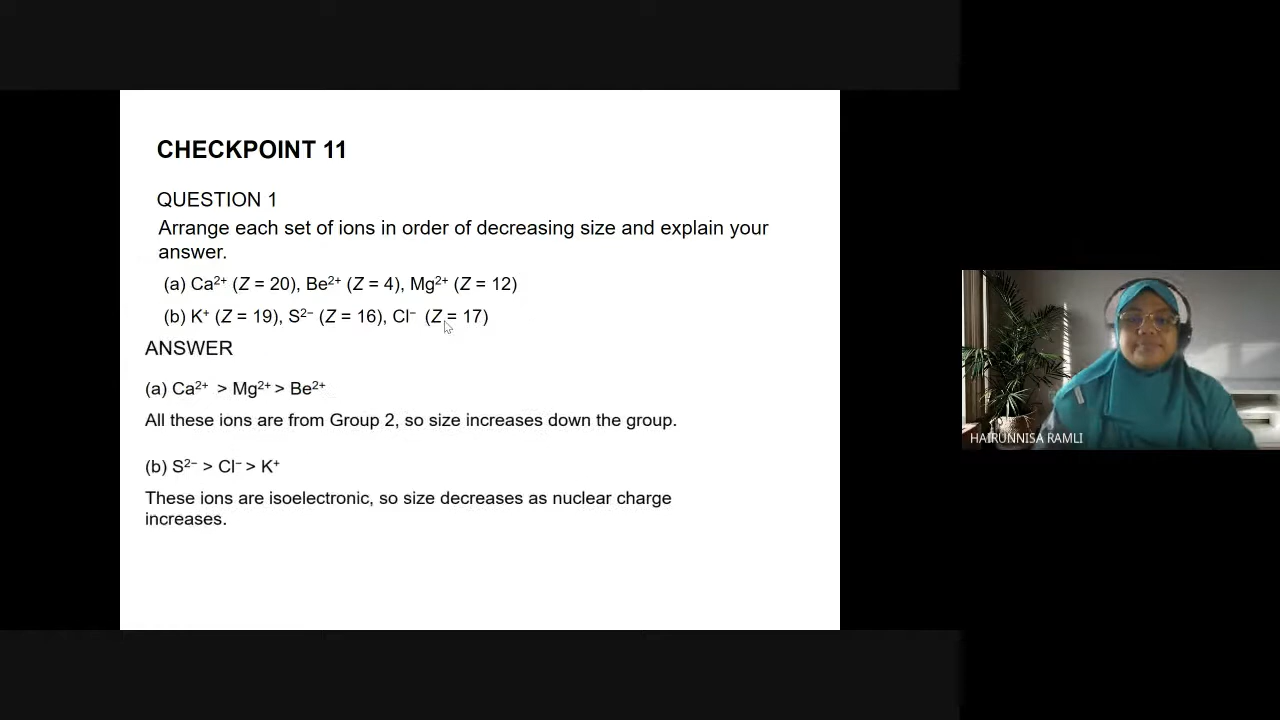 CHECKPOINT 11
QUESTION 1
Arrange each set of ions in order of decreasing size and explain your
answer.
(a) Ca²⁺ (Z = 20), Be²⁺ (Z = 4), Mg²⁺ (Z = 12)
(b) K⁺ (Z = 19), S²⁻ (Z = 16), Cl⁻ (Z = 17)
ANSWER
(a) Ca²⁺ > Mg²⁺ > Be²⁺
All these ions are from Group 2, so size increases down the group.
(b) S²⁻ > Cl⁻ > K⁺
These ions are isoelectronic, so size decreases as nuclear charge
increases.
HAIRUNNISA RAMLI